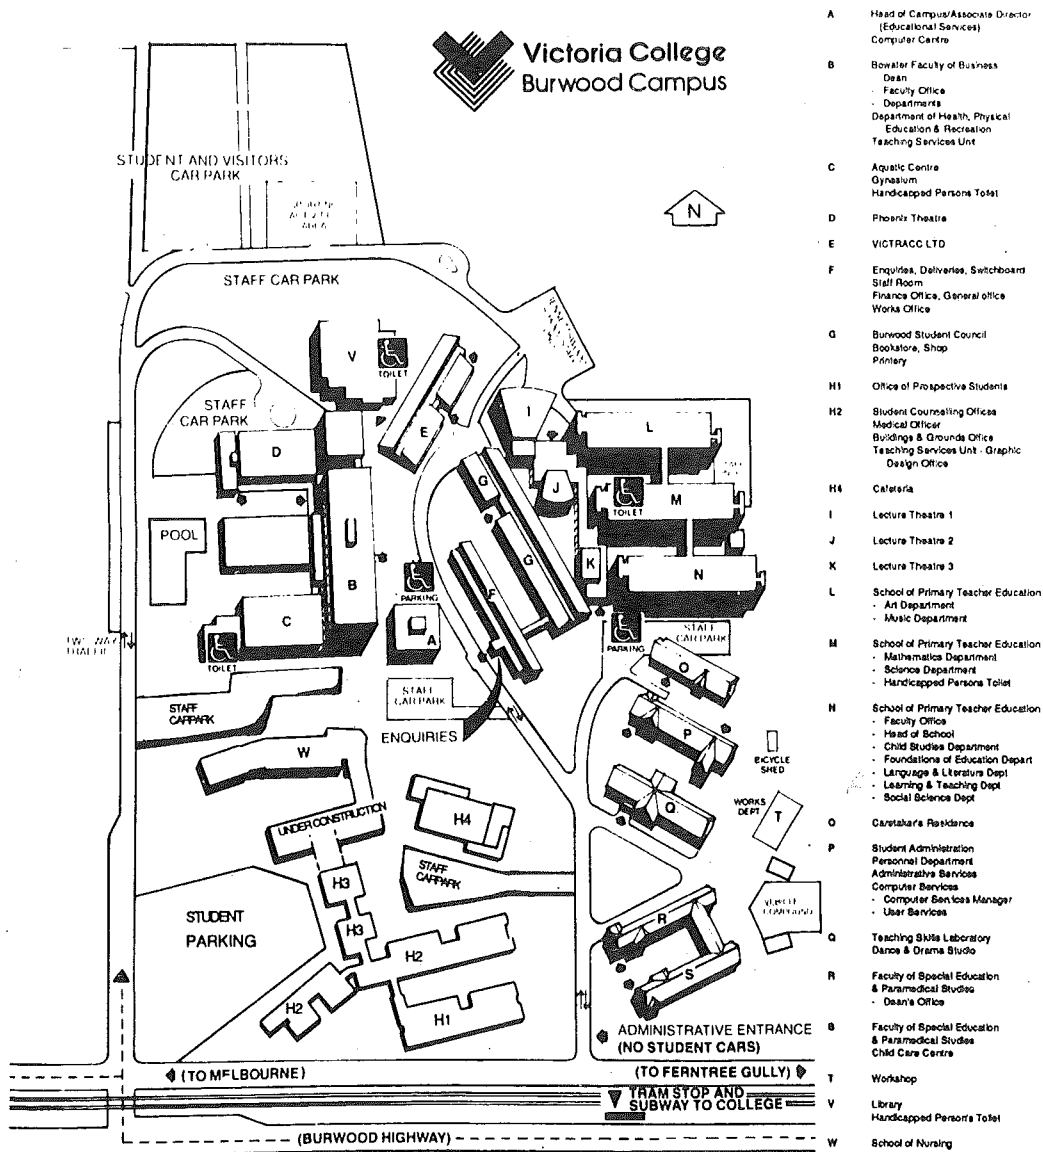 Victoria College
Burwood Campus
STUDENT AND VISITORS
CAR PARK
AREA
N
STAFF CAR PARK
V
TOILET
STAFF
CAR PARK
E
I
L
D
G
J
M
TOILET
POOL
B
G
K
N
PARKING
F
C
A
PARKING
STAFF
CAR PARK
TOILET
TWO WAY
TRAFFIC
O
STAFF
CARPARK
STAFF
CAR PARK
ENQUIRIES
P
W
BICYCLE
SHED
UNDER CONSTRUCTION
H4
Q
WORKS
DEPT
T
STAFF
CARPARK
H3
STUDENT
PARKING
H3
R
VEHICLE
COMPOUND
H2
S
H2
H1
ADMINISTRATIVE ENTRANCE
(NO STUDENT CARS)
(TO MELBOURNE)
(TO FERNTREE GULLY)
TRAM STOP AND
SUBWAY TO COLLEGE
(BURWOOD HIGHWAY)
A Head of Campus/Associate Director
(Educational Services)
Computer Centre
B Bowater Faculty of Business
Dean
- Faculty Office
- Departments
Department of Health, Physical
Education & Recreation
Teaching Services Unit
C Aquatic Centre
Gynasium
Handicapped Persons Toilet
D Phoenix Theatre
E VICTRACC LTD
F Enquiries, Deliveries, Switchboard
Staff Room
Finance Office, General office
Works Office
G Burwood Student Council
Bookstore, Shop
Printery
H1 Office of Prospective Students
H2 Student Counselling Offices
Medical Officer
Buildings & Grounds Office
Teaching Services Unit - Graphic
Design Office
H4 Cafeteria
I Lecture Theatre 1
J Lecture Theatre 2
K Lecture Theatre 3
L School of Primary Teacher Education
- Art Department
- Music Department
M School of Primary Teacher Education
- Mathematics Department
- Science Department
- Handicapped Persons Toilet
N School of Primary Teacher Education
- Faculty Office
- Head of School
- Child Studies Department
- Foundations of Education Depart
- Language & Literature Dept
- Learning & Teaching Dept
- Social Science Dept
O Caretaker's Residence
P Student Administration
Personnel Department
Administrative Services
Computer Services
- Computer Services Manager
- User Services
Q Teaching Skills Laboratory
Dance & Drama Studio
R Faculty of Special Education
& Paramedical Studies
- Dean's Office
S Faculty of Special Education
& Paramedical Studies
Child Care Centre
T Workshop
V Library
Handicapped Person's Toilet
W School of Nursing